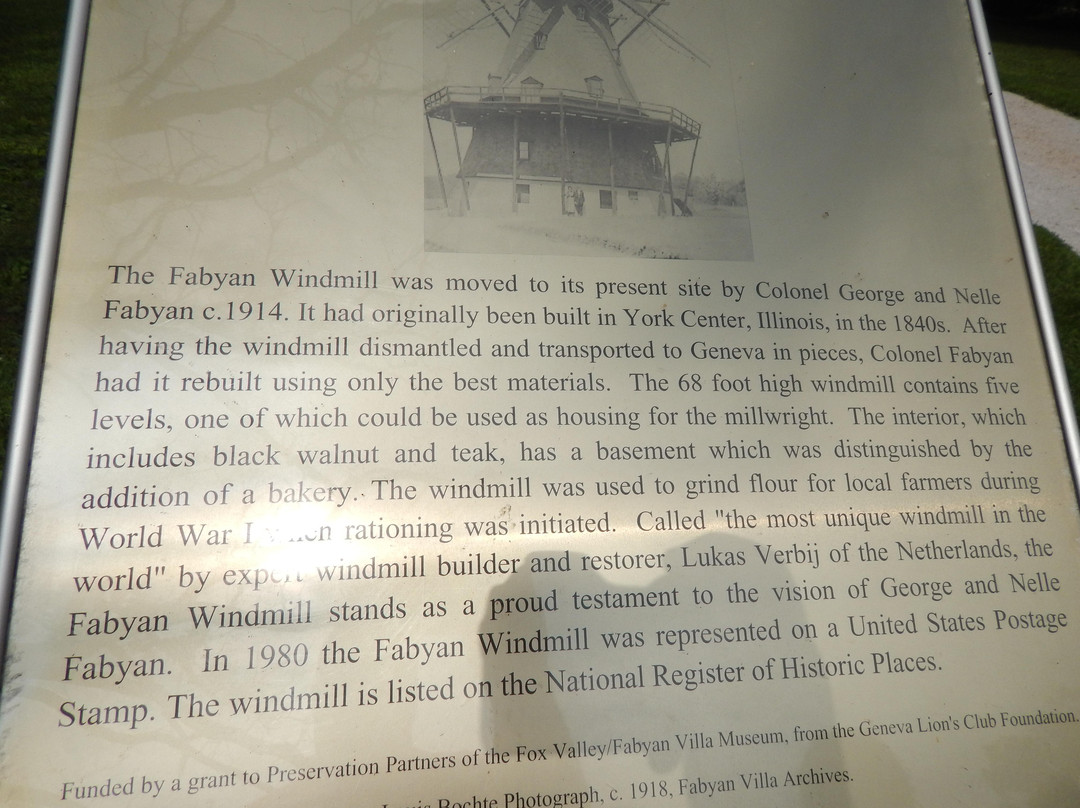 The Fabyan Windmill was moved to its present site by Colonel George and Nelle
Fabyan c.1914. It had originally been built in York Center, Illinois, in the 1840s. After
having the windmill dismantled and transported to Geneva in pieces, Colonel Fabyan
had it rebuilt using only the best materials. The 68 foot high windmill contains five
levels, one of which could be used as housing for the millwright. The interior, which
includes black walnut and teak, has a basement which was distinguished by the
addition of a bakery. The windmill was used to grind flour for local farmers during
World War I when rationing was initiated. Called "the most unique windmill in the
world" by expert windmill builder and restorer, Lukas Verbij of the Netherlands, the
Fabyan Windmill stands as a proud testament to the vision of George and Nelle
Fabyan. In 1980 the Fabyan Windmill was represented on a United States Postage
Stamp. The windmill is listed on the National Register of Historic Places.
Funded by a grant to Preservation Partners of the Fox Valley/Fabyan Villa Museum, from the Geneva Lion's Club Foundation.
Rochte Photograph, c. 1918, Fabyan Villa Archives.